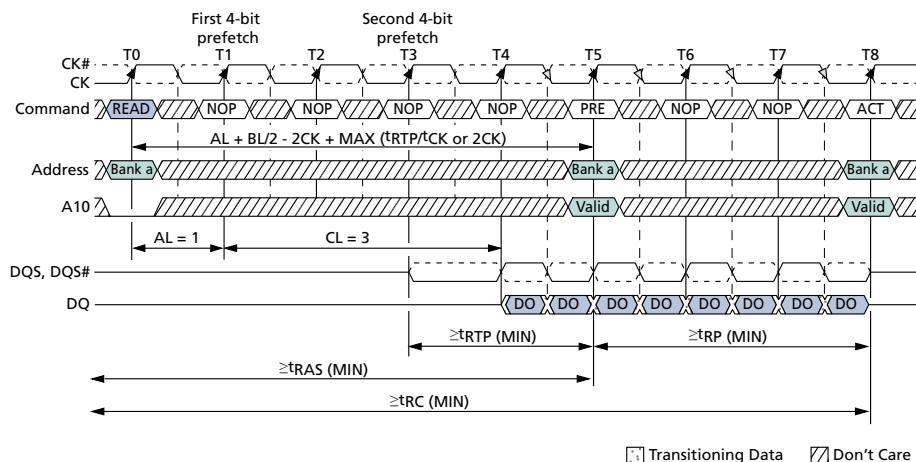 First 4-bit prefetch
Second 4-bit prefetch
T0 T1 T2 T3 T4 T5 T6 T7 T8
CK#
CK
Command READ NOP NOP NOP NOP PRE NOP NOP ACT
AL + BL/2 - 2CK + MAX (tRTP/tCK or 2CK)
Address Bank a Bank a Bank a
A10 Valid Valid
AL = 1 CL = 3
DQS, DQS#
DQ DO DO DO DO DO DO DO DO
≥tRTP (MIN) ≥tRP (MIN)
≥tRAS (MIN)
≥tRC (MIN)
Transitioning Data Don't Care